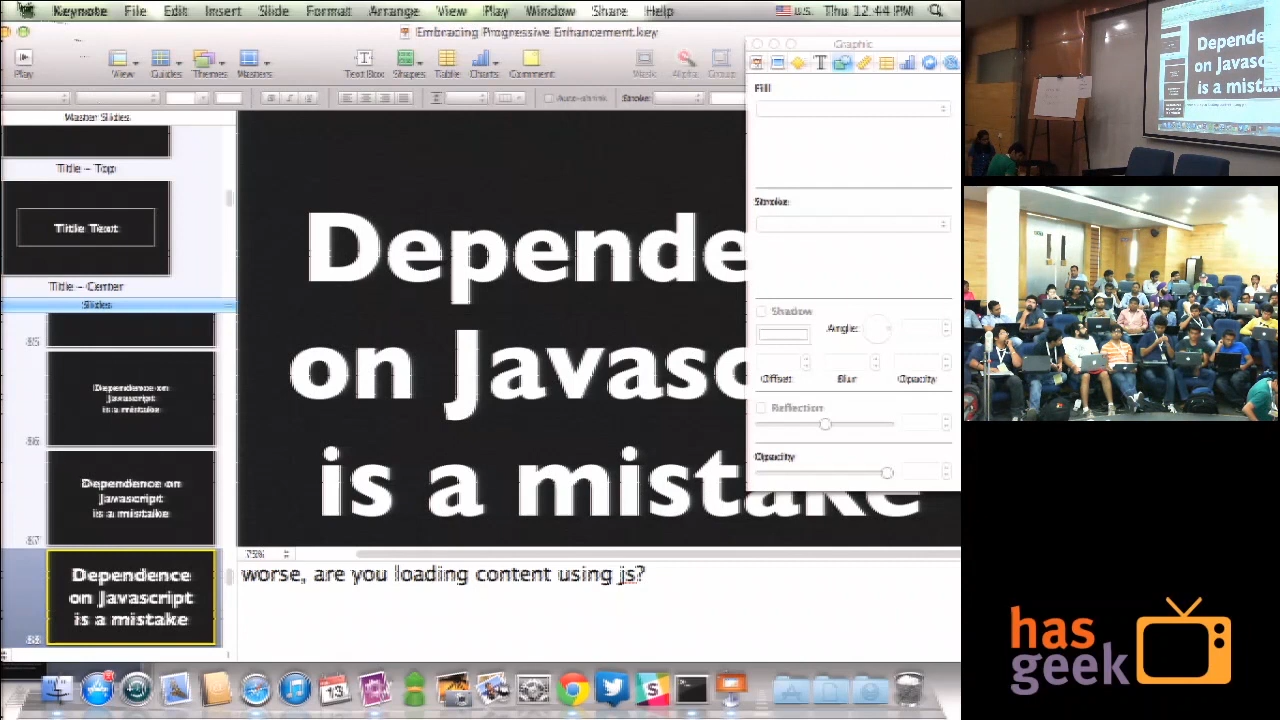 Keynote File Edit Insert Slide Format Arrange View Play Window Share Help U.S. Thu 12:44 PM
Embracing Progressive Enhancement.key
Play View Guides Themes Masters Text Box Shapes Table Charts Comment Mask Alpha Group
Auto-shrink Stroke:
Master Slides
Title - Top
Title Text
Title - Center
Slides
85
Dependence on
Javascript
is a mistake
86
Dependence on
Javascript
is a mistake
87
Dependence
on Javascript
is a mistake
88
Depende
on Javasc
is a mistake
75%
worse, are you loading content using js?
Graphic
Fill
Stroke
Shadow
Angle:
Offset Blur Opacity
Reflection
Opacity
Depende
on Javasc
is a mista
has
geek